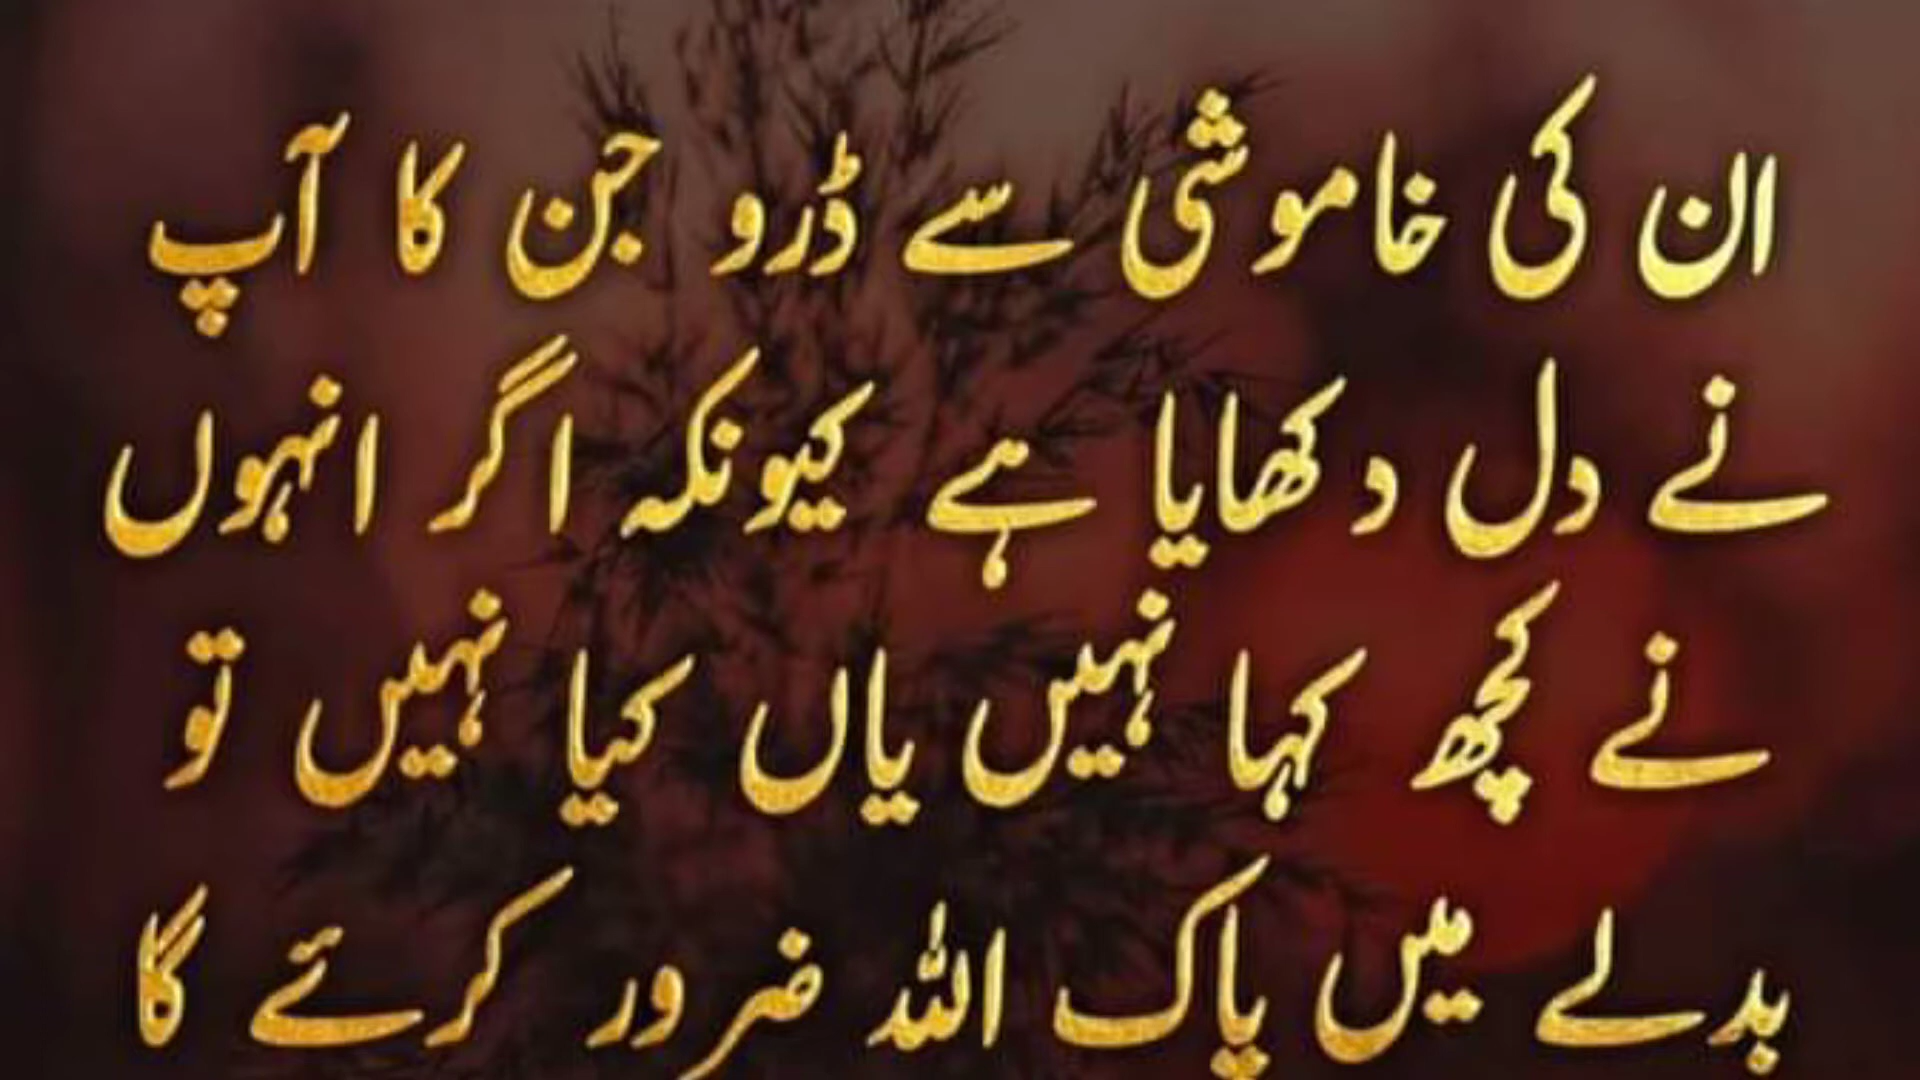 ان کی خاموشی سے ڈرو جن کا آپ
نے دل دکھایا ہے کیونکہ اگر انہوں
نے کچھ کہا نہیں یاں کیا نہیں تو
بدلے میں پاک اللہ ضرور کرئے گا